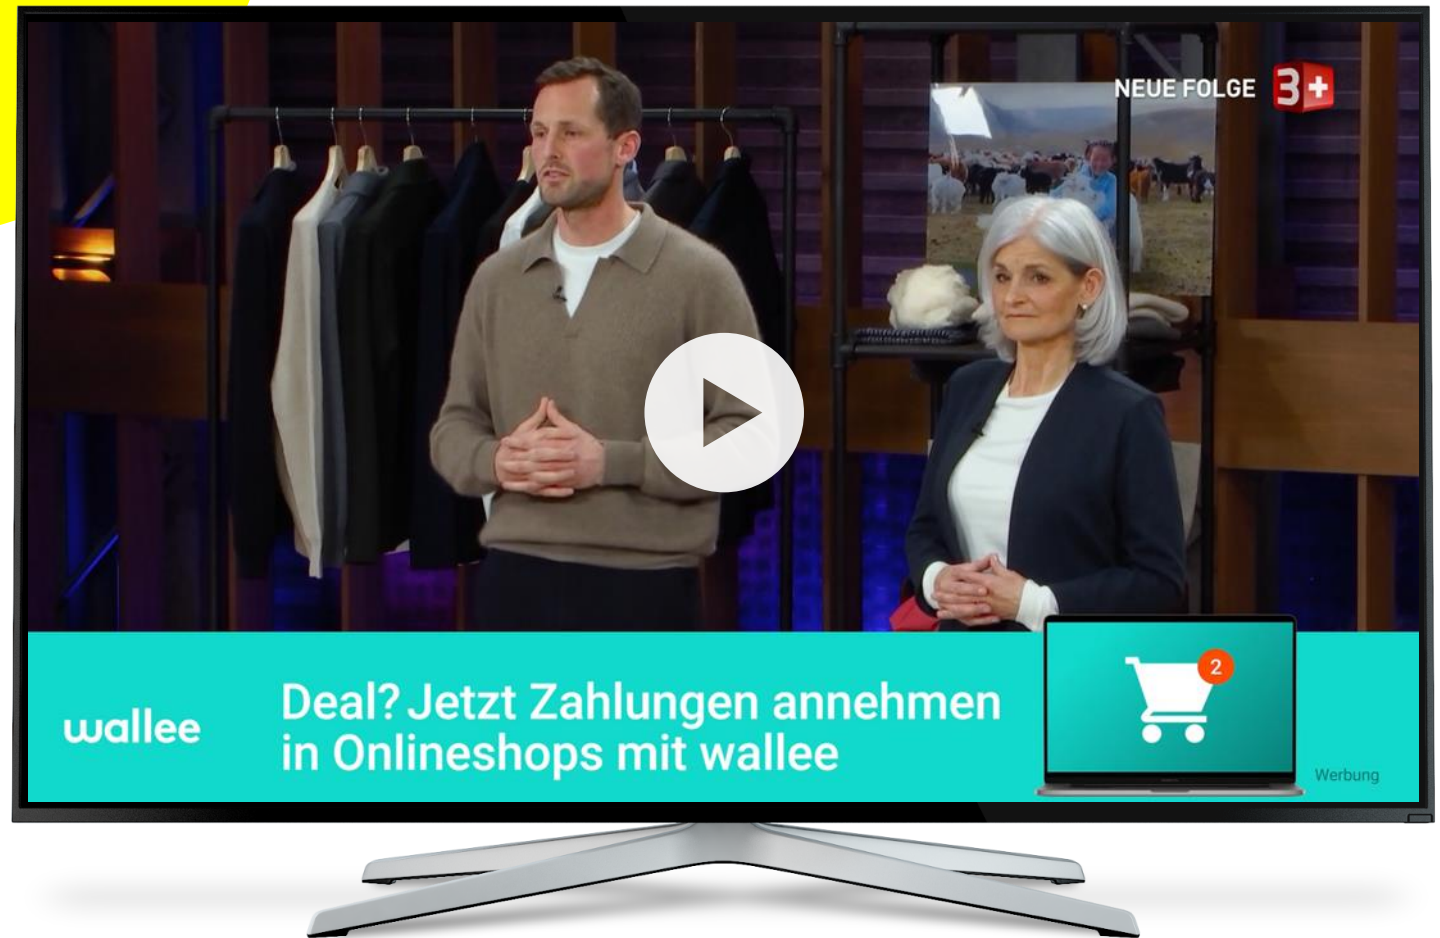 NEUE FOLGE 3+
wallee
Deal? Jetzt Zahlungen annehmen
in Onlineshops mit wallee
2
Werbung